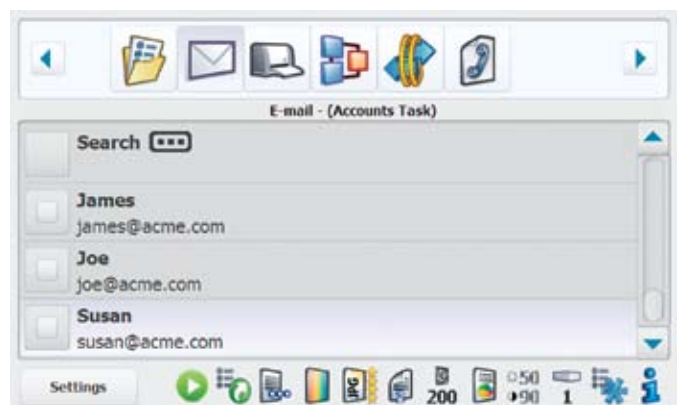 E-mail - (Accounts Task)
Search
James
james@acme.com
Joe
joe@acme.com
Susan
susan@acme.com
Settings
JPG
200
50
90
1
i